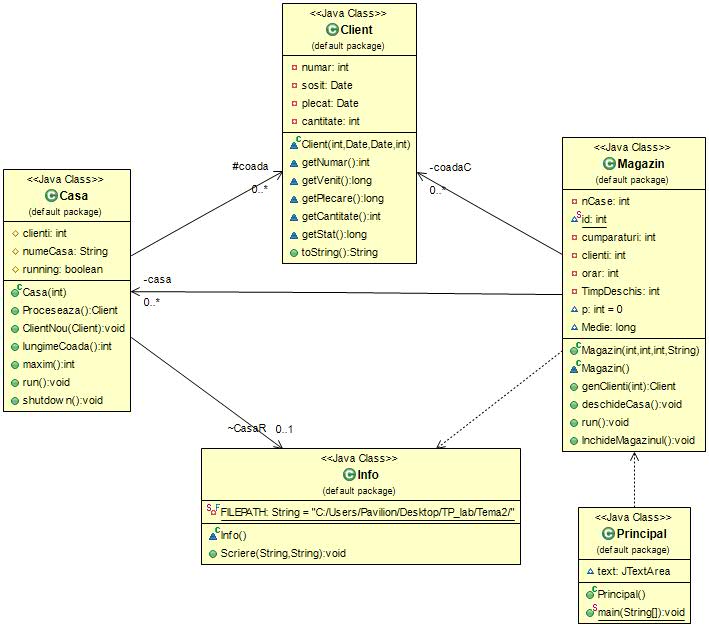 <<Java Class>>
Client
(default package)
numar: int
sosit: Date
plecat: Date
cantitate: int
Client(int,Date,Date,int)
getNumar():int
getVenit():long
getPlecare():long
getCantitate():int
getStat():long
toString():String
<<Java Class>>
Casa
(default package)
clienti: int
numeCasa: String
running: boolean
Casa(int)
Proceseaza():Client
ClientNou(Client):void
lungimeCoada():int
maxim():int
run():void
shutdown():void
#coada
0..*
-coadaC
0..*
-casa
0..*
<<Java Class>>
Magazin
(default package)
nCase: int
id: int
cumparaturi: int
clienti: int
orar: int
TimpDeschis: int
p: int = 0
Medie: long
Magazin(int,int,int,String)
Magazin()
genClienti(int):Client
deschideCasa():void
run():void
InchideMagazinul():void
~CasaR 0..1
<<Java Class>>
Info
(default package)
FILEPATH: String = "C:/Users/Pavilion/Desktop/TP_lab/Tema2/"
Info()
Scriere(String,String):void
<<Java Class>>
Principal
(default package)
text: JTextArea
Principal()
main(String[]):void